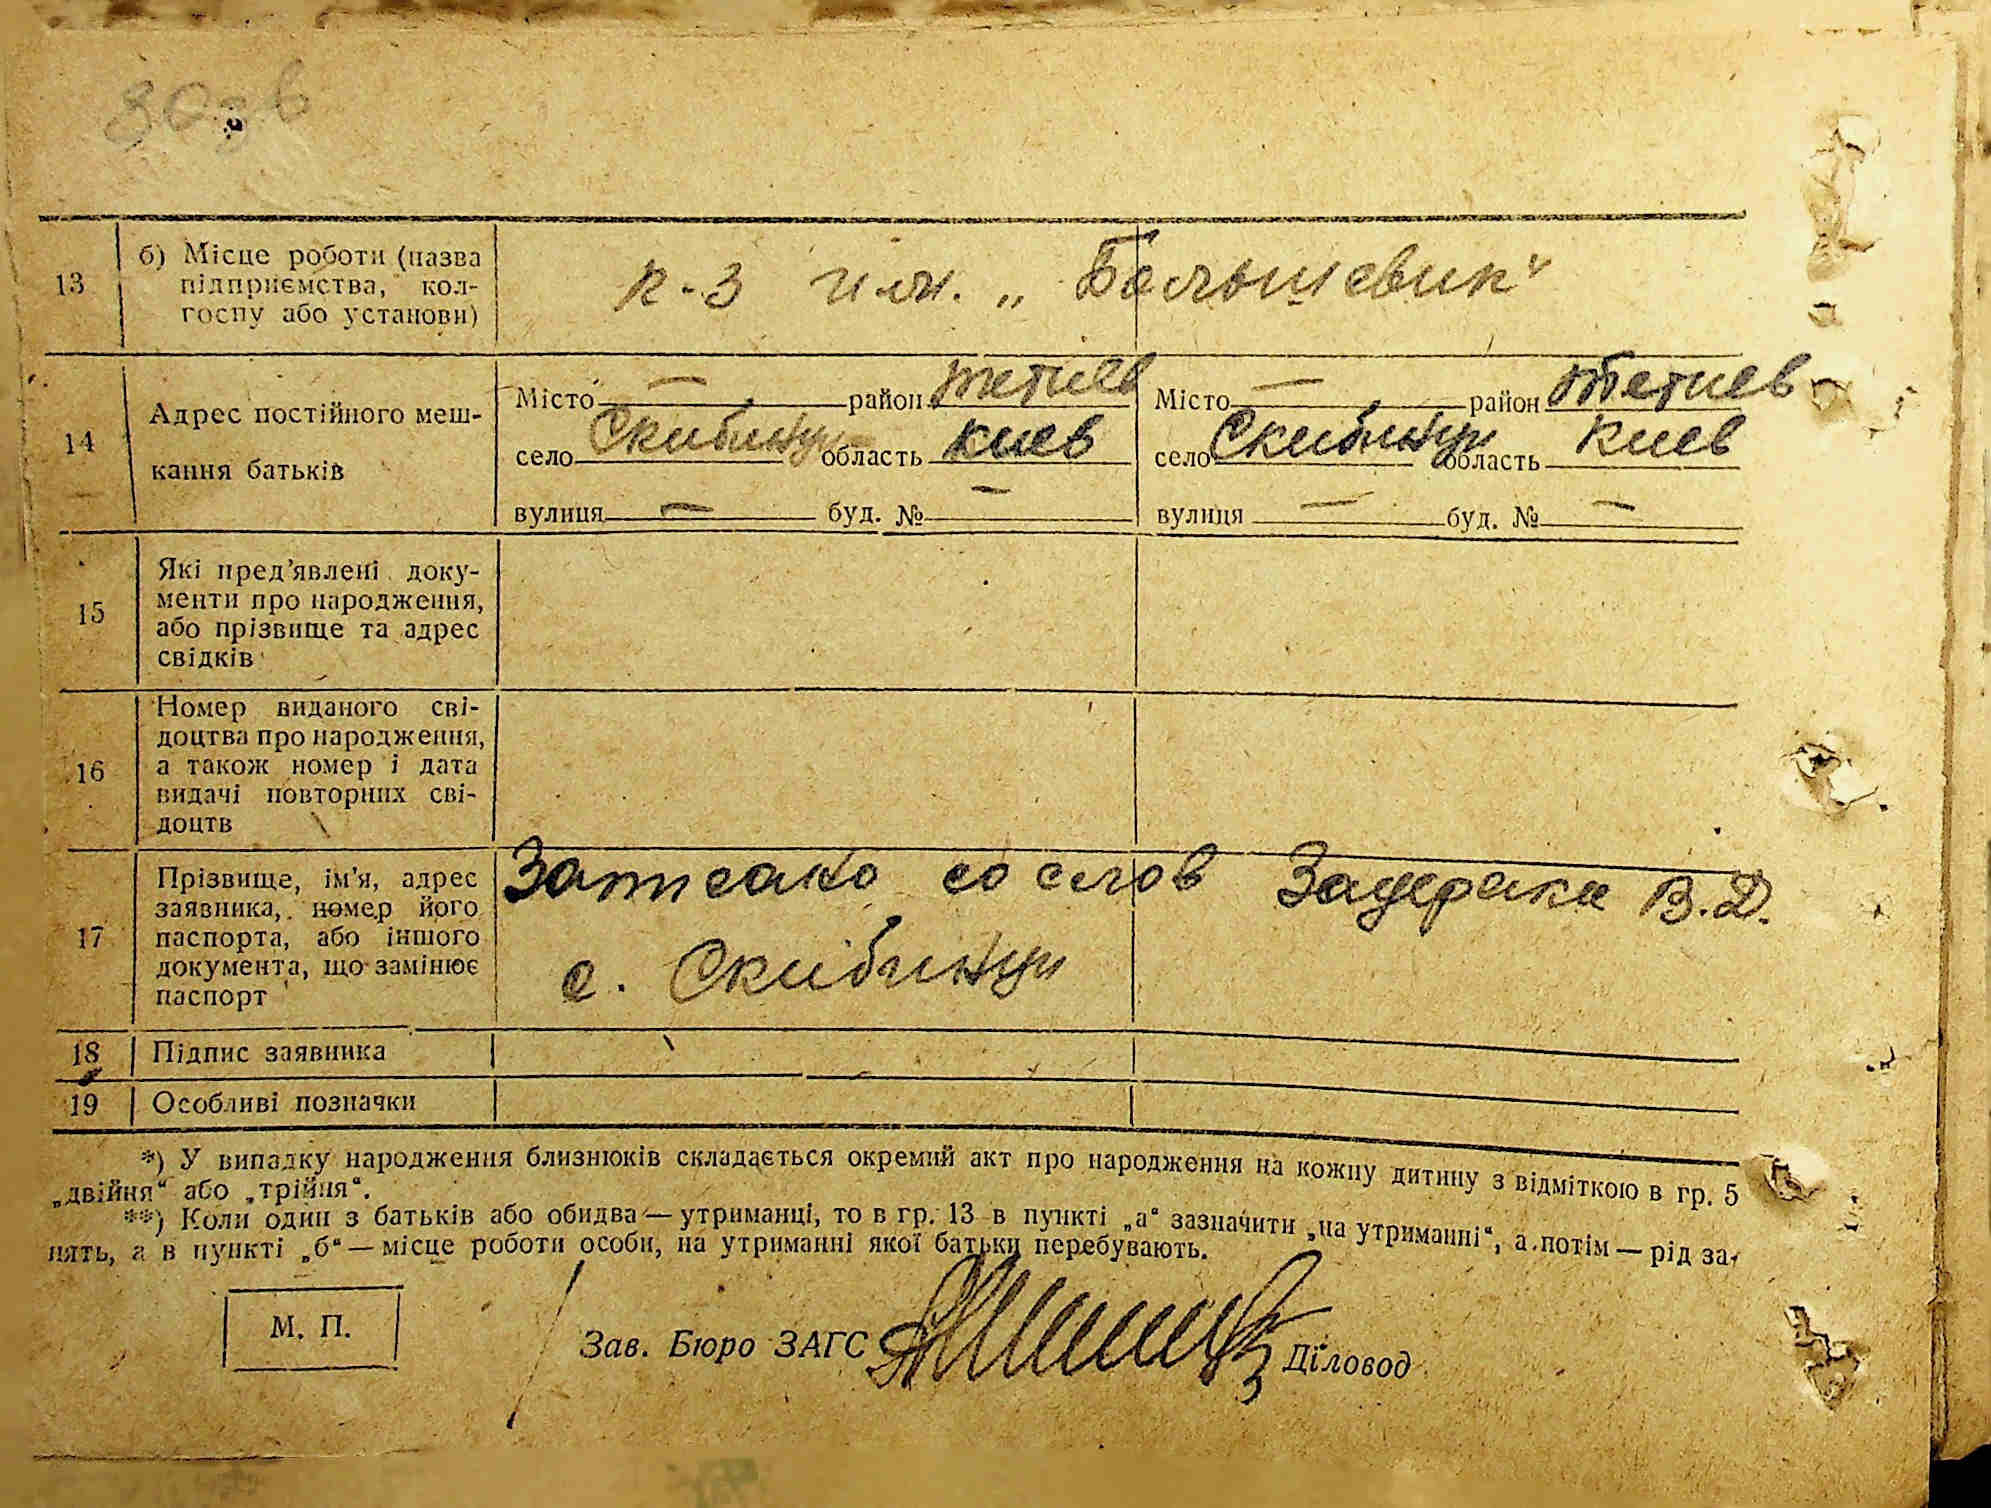 80зв
13
б) Місце роботи (назва
підприємства, кол-
госпу або установи)
к-з им. „Большевик"
14
Адрес постійного меш-
кання батьків
Місто — район Тетиев
село Скибинци область Киев
вулиця — буд. № —
Місто — район Тетиев
село Скибинци область Киев
вулиця — буд. № —
15
Які пред’явлені доку-
менти про народження,
або прізвище та адрес
свідків
16
Номер виданого сві-
доцтва про народження,
а також номер і дата
видачі повторних сві-
доцтв
17
Прізвище, ім’я, адрес
заявника, номер його
паспорта, або іншого
документа, що замінює
паспорт
Записано со слов Зацерака В.Д.
с. Скибинци
18
Підпис заявника
19
Особливі позначки
*) У випадку народження близнюків складається окремий акт про народження на кожну дитину з відміткою в гр. 5
„двійня“ або „трійня“.
**) Коли один з батьків або обидва — утриманці, то в гр. 13 в пункті „а“ зазначити „на утриманні“, а потім — рід за-
нять, а в пункті „б“ — місце роботи особи, на утриманні якої батьки перебувають.
М. П.
Зав. Бюро ЗАГС Діловод